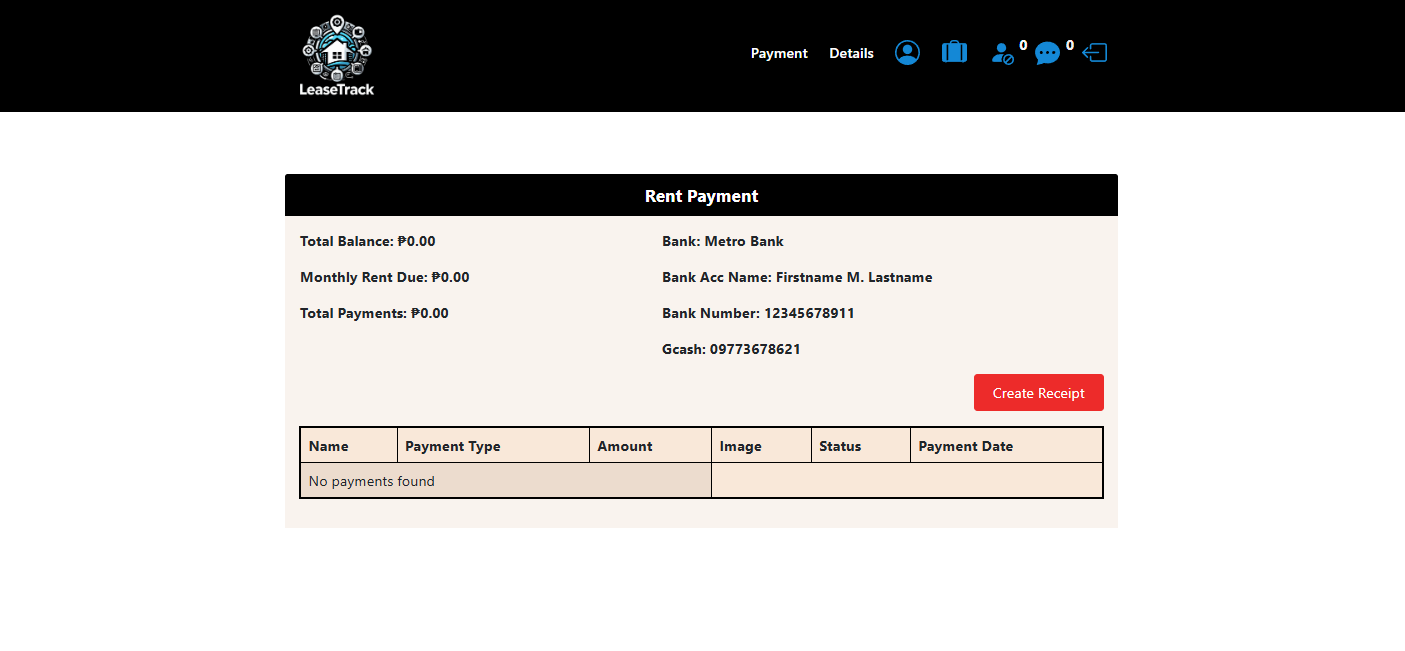 LeaseTrack
Payment Details 0 0
Rent Payment
Total Balance: ₱0.00
Monthly Rent Due: ₱0.00
Total Payments: ₱0.00
Bank: Metro Bank
Bank Acc Name: Firstname M. Lastname
Bank Number: 12345678911
Gcash: 09773678621
Create Receipt
Name Payment Type Amount Image Status Payment Date
No payments found